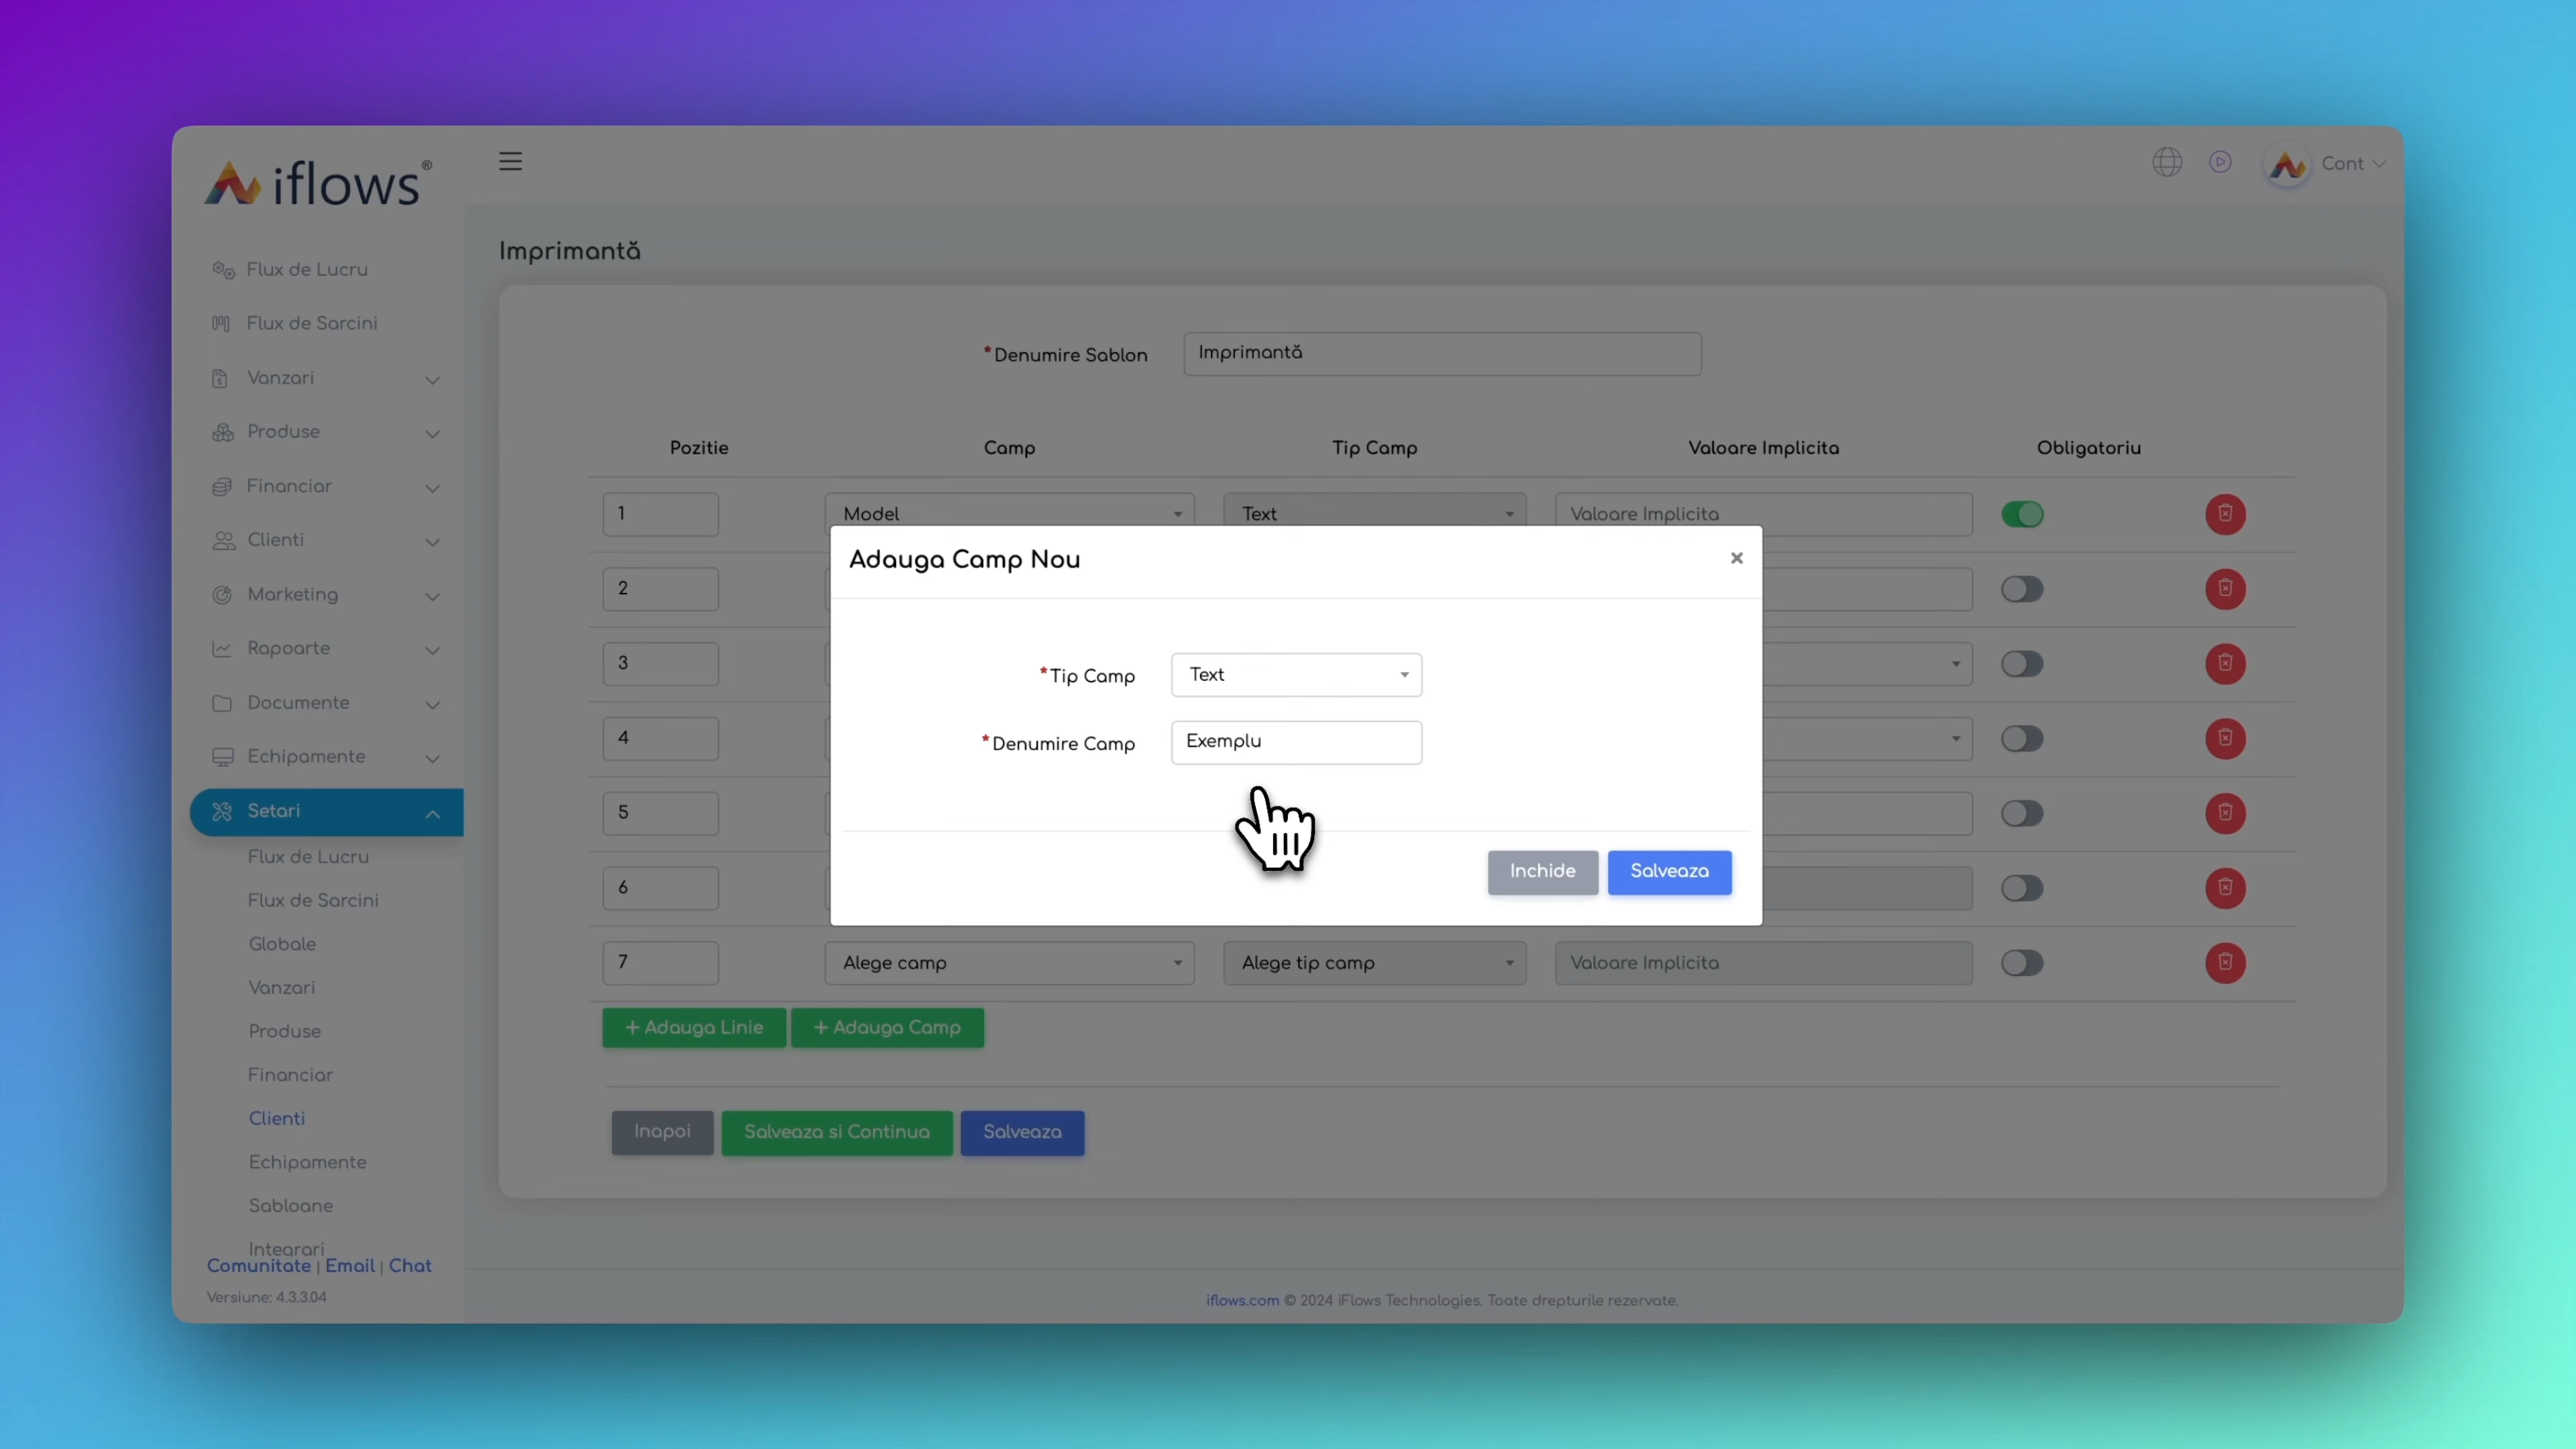 iflows®
Cont
Flux de Lucru
Flux de Sarcini
Vanzari
Produse
Financiar
Clienti
Marketing
Rapoarte
Documente
Echipamente
Setari
Flux de Lucru
Flux de Sarcini
Globale
Vanzari
Produse
Financiar
Clienti
Echipamente
Sabloane
Integrari
Comunitate | Email | Chat
Versiune: 4.3.3.04
Imprimantă
*Denumire Sablon Imprimantă
Pozitie Camp Tip Camp Valoare Implicita Obligatoriu
1 Model Text Valoare Implicita
2
3
4
5
6
7 Alege camp Alege tip camp Valoare Implicita
Adauga Camp Nou ×
*Tip Camp Text
*Denumire Camp Exemplu
Inchide Salveaza
+ Adauga Linie + Adauga Camp
Inapoi Salveaza si Continua Salveaza
iflows.com © 2024 iFlows Technologies. Toate drepturile rezervate.